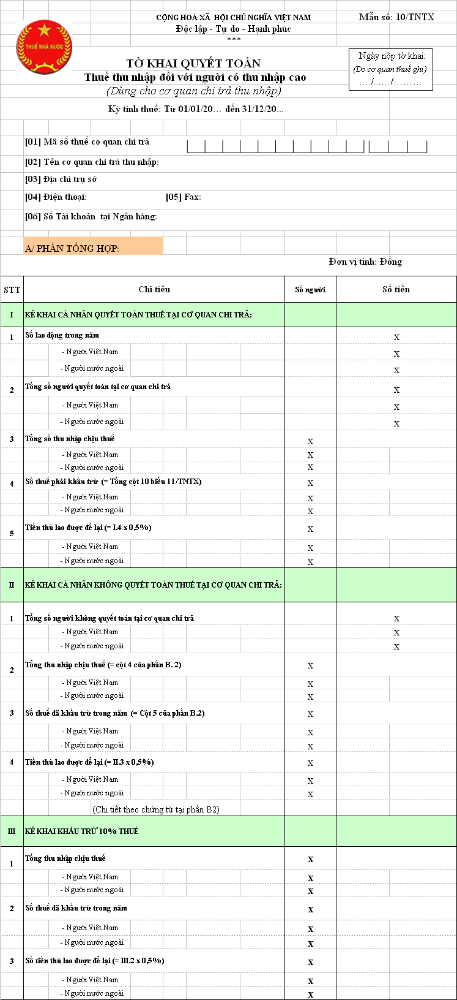 CỘNG HOÀ XÃ HỘI CHỦ NGHĨA VIỆT NAM
Mẫu số: 10/TNTX
Độc lập - Tự do - Hạnh phúc
***
THUẾ NHÀ NƯỚC
Ngày nộp tờ khai:
(Do cơ quan thuế ghi)
…./…..…/………
TỜ KHAI QUYẾT TOÁN
Thuế thu nhập đối với người có thu nhập cao
(Dùng cho cơ quan chi trả thu nhập)
Kỳ tính thuế: Từ 01/01/20… đến 31/12/20...
[01] Mã số thuế cơ quan chi trả
[02] Tên cơ quan chi trả thu nhập:
[03] Địa chỉ trụ sở
[04] Điện thoại: [05] Fax:
[06] Số Tài khoản tại Ngân hàng:
A/ PHẦN TỔNG HỢP:
Đơn vị tính: Đồng
STT Chỉ tiêu Số người Số tiền
I KÊ KHAI CÁ NHÂN QUYẾT TOÁN THUẾ TẠI CƠ QUAN CHI TRẢ:
1 Số lao động trong năm X
- Người Việt Nam X
- Người nước ngoài X
2 Tổng số người quyết toán tại cơ quan chi trả X
- Người Việt Nam X
- Người nước ngoài X
3 Tổng số thu nhập chịu thuế X
- Người Việt Nam X
- Người nước ngoài X
4 Số thuế phải khấu trừ (= Tổng cột 10 biểu 11/TNTX) X
- Người Việt Nam X
- Người nước ngoài X
5 Tiền thù lao được để lại (= I.4 x 0,5%) X
- Người Việt Nam X
- Người nước ngoài X
II KÊ KHAI CÁ NHÂN KHÔNG QUYẾT TOÁN THUẾ TẠI CƠ QUAN CHI TRẢ:
1 Tổng số người không quyết toán tại cơ quan chi trả X
- Người Việt Nam X
- Người nước ngoài X
2 Tổng thu nhập chịu thuế (= cột 4 của phần B. 2) X
- Người Việt Nam X
- Người nước ngoài X
3 Số thuế đã khấu trừ trong năm (= Cột 5 của phần B.2) X
- Người Việt Nam X
- Người nước ngoài X
4 Tiền thù lao được để lại (= II.3 x 0,5%) X
- Người Việt Nam X
- Người nước ngoài X
(Chi tiết theo chứng từ tại phần B2)
III KÊ KHAI KHẤU TRỪ 10% THUẾ
1 Tổng thu nhập chịu thuế X
- Người Việt Nam X
- Người nước ngoài X
2 Số thuế đã khấu trừ trong năm X
- Người Việt Nam X
- Người nước ngoài X
3 Số tiền thù lao được để lại (= III.2 x 0,5%) X
- Người Việt Nam X
- Người nước ngoài X